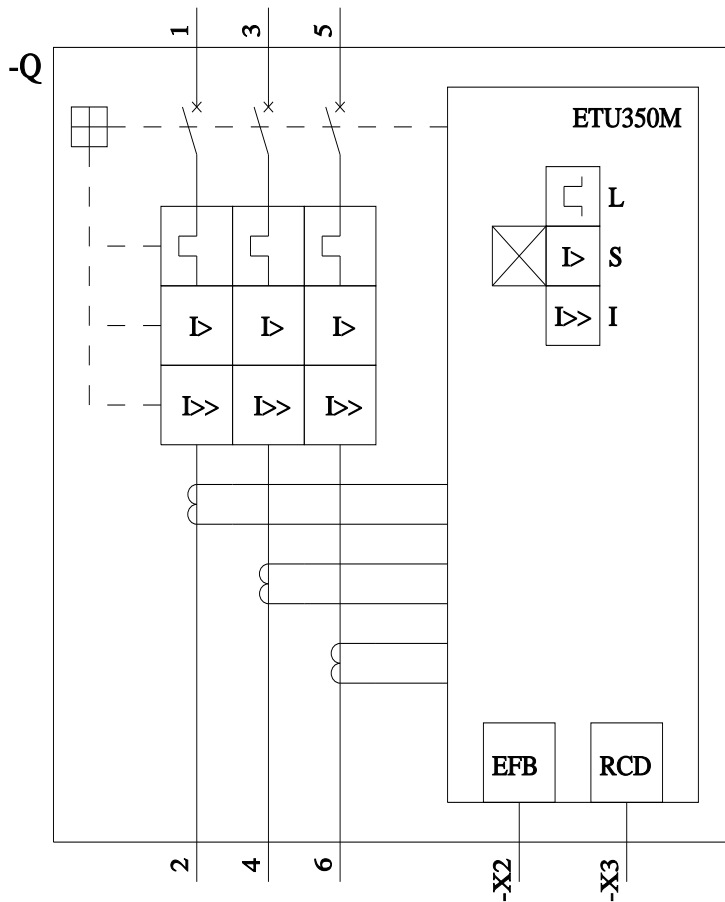 1 3 5
-Q
ETU350M
L
I> S
I>> I
I> I> I>
I>> I>> I>>
EFB RCD
2 4 6 -X2 -X3